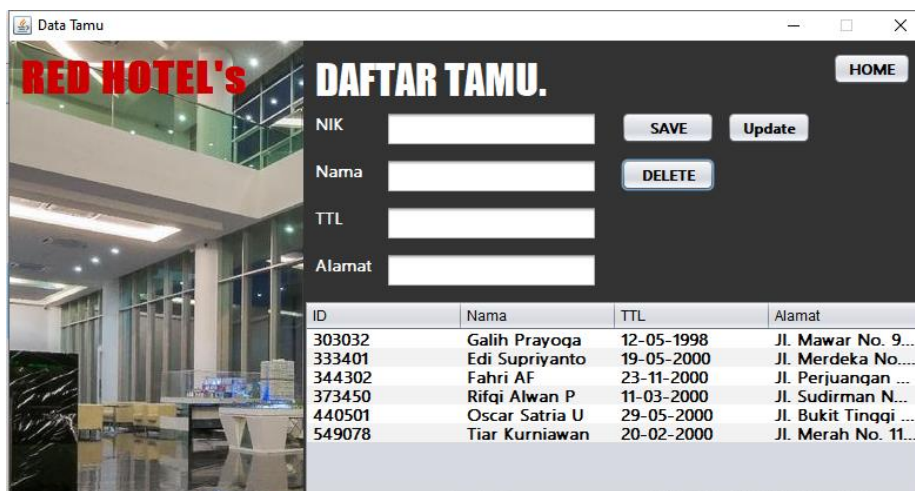 Data Tamu
RED HOTEL's
DAFTAR TAMU.
HOME
NIK
SAVE
Update
Nama
DELETE
TTL
Alamat
ID Nama TTL Alamat
303032 Galih Prayoga 12-05-1998 Jl. Mawar No. 9...
333401 Edi Supriyanto 19-05-2000 Jl. Merdeka No....
344302 Fahri AF 23-11-2000 Jl. Perjuangan ...
373450 Rifqi Alwan P 11-03-2000 Jl. Sudirman N...
440501 Oscar Satria U 29-05-2000 Jl. Bukit Tinggi ...
549078 Tiar Kurniawan 20-02-2000 Jl. Merah No. 11...